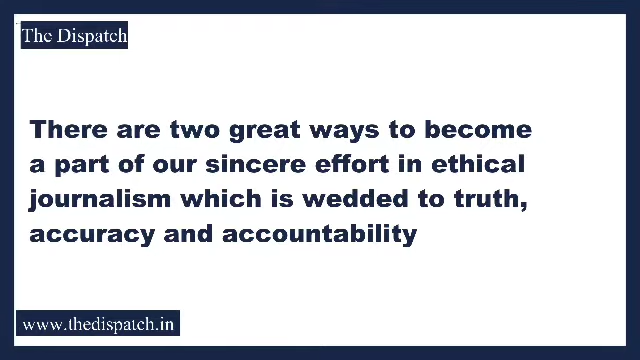 The Dispatch
There are two great ways to become
a part of our sincere effort in ethical
journalism which is wedded to truth,
accuracy and accountability
www.thedispatch.in